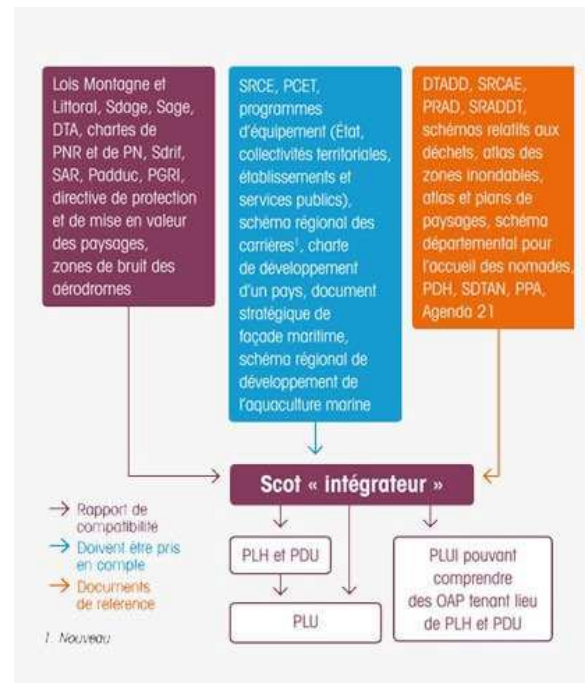 Lois Montagne et
Littoral, Sdage, Sage,
DTA, chartes de
PNR et de PN, Sdrif,
SAR, Padduc, PGRI,
directive de protection
et de mise en valeur
des paysages,
zones de bruit des
aérodromes
SRCE, PCET,
programmes
d'équipement (État,
collectivités territoriales,
établissements et
services publics),
schéma régional des
carrières¹, charte
de développement
d'un pays, document
stratégique de
façade maritime,
schéma régional de
développement de
l'aquaculture marine
DTADD, SRCAE,
PRAD, SRADDT,
schémas relatifs aux
déchets, atlas des
zones inondables,
atlas et plans de
paysages, schéma
départemental pour
l'accueil des nomades,
PDH, SDTAN, PPA,
Agenda 21
Scot « intégrateur »
→ Rapport de
compatibilité
→ Doivent être pris
en compte
→ Documents
de référence
1. Nouveau
PLH et PDU
PLU
PLUI pouvant
comprendre
des OAP tenant lieu
de PLH et PDU